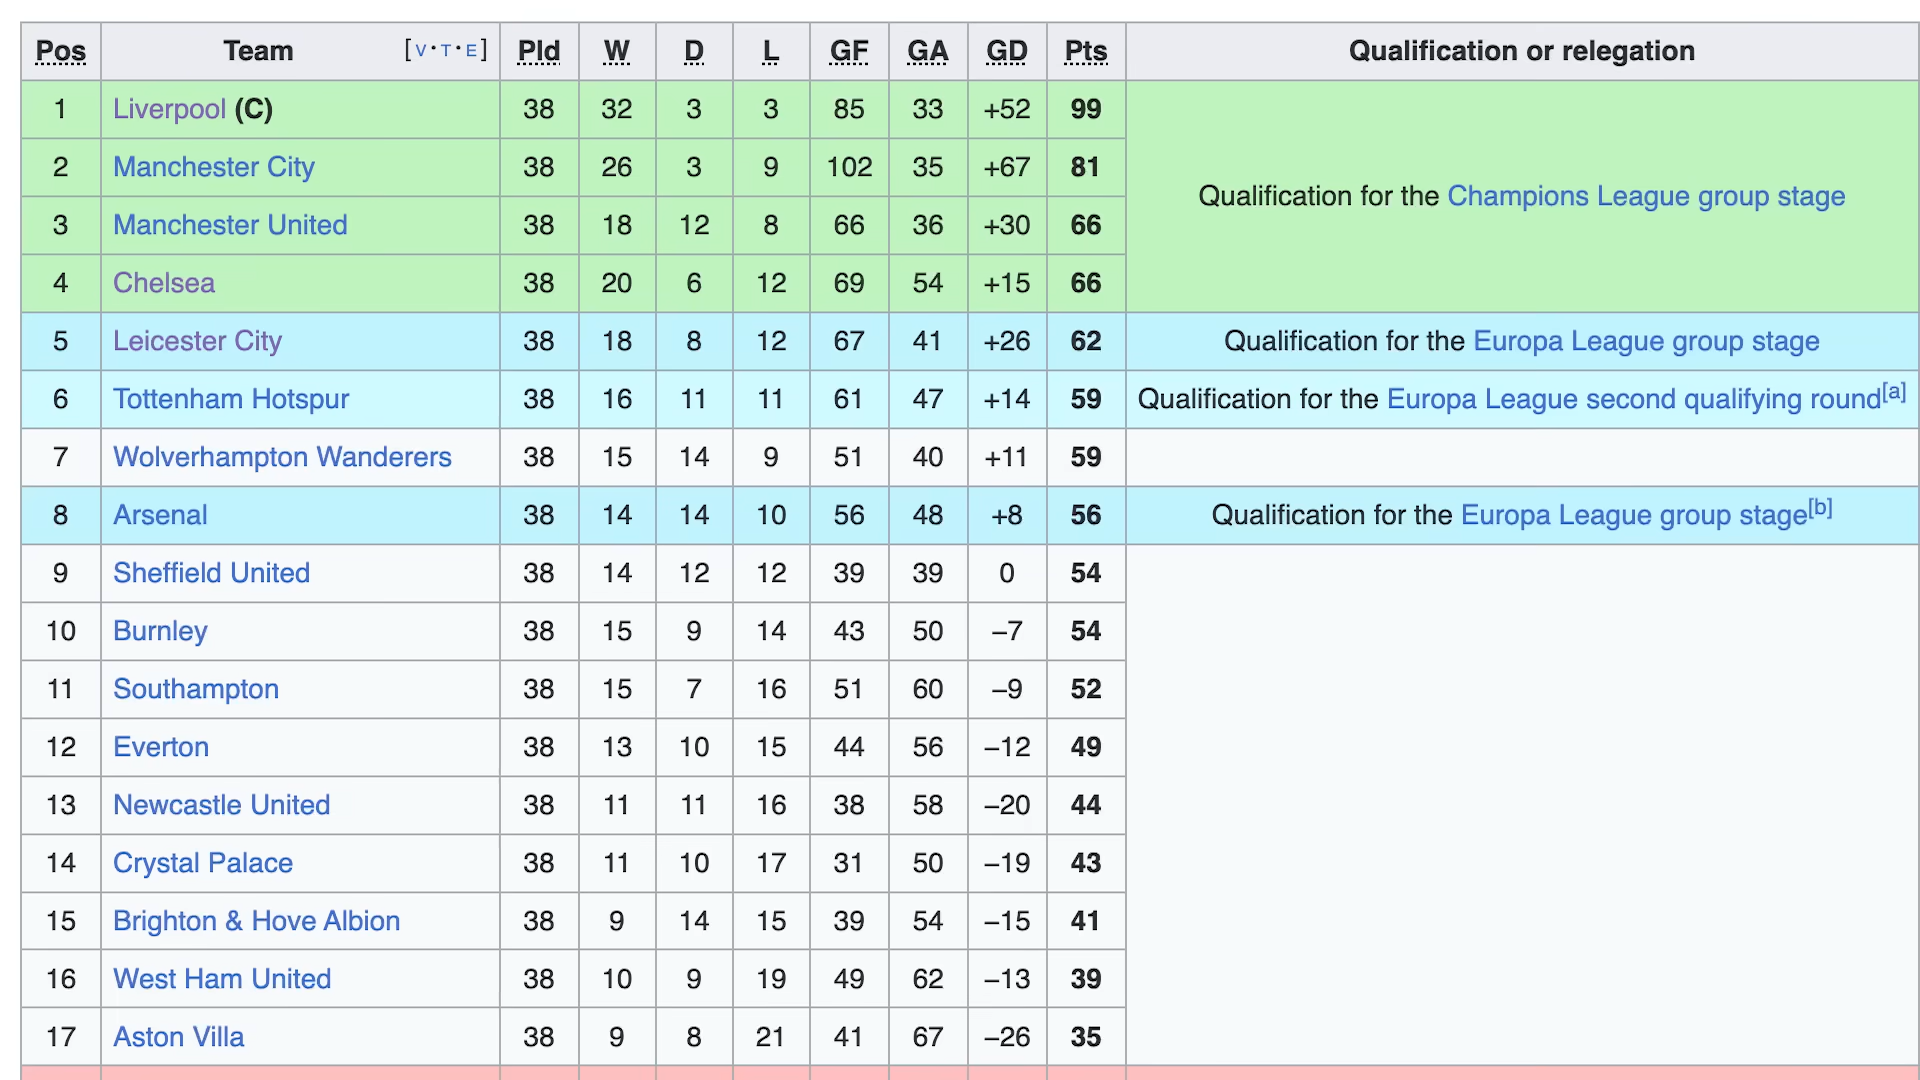 Pos Team [V·T·E] Pld W D L GF GA GD Pts Qualification or relegation
1 Liverpool (C) 38 32 3 3 85 33 +52 99
2 Manchester City 38 26 3 9 102 35 +67 81
Qualification for the Champions League group stage
3 Manchester United 38 18 12 8 66 36 +30 66
4 Chelsea 38 20 6 12 69 54 +15 66
5 Leicester City 38 18 8 12 67 41 +26 62 Qualification for the Europa League group stage
6 Tottenham Hotspur 38 16 11 11 61 47 +14 59 Qualification for the Europa League second qualifying round[a]
7 Wolverhampton Wanderers 38 15 14 9 51 40 +11 59
8 Arsenal 38 14 14 10 56 48 +8 56 Qualification for the Europa League group stage[b]
9 Sheffield United 38 14 12 12 39 39 0 54
10 Burnley 38 15 9 14 43 50 −7 54
11 Southampton 38 15 7 16 51 60 −9 52
12 Everton 38 13 10 15 44 56 −12 49
13 Newcastle United 38 11 11 16 38 58 −20 44
14 Crystal Palace 38 11 10 17 31 50 −19 43
15 Brighton & Hove Albion 38 9 14 15 39 54 −15 41
16 West Ham United 38 10 9 19 49 62 −13 39
17 Aston Villa 38 9 8 21 41 67 −26 35